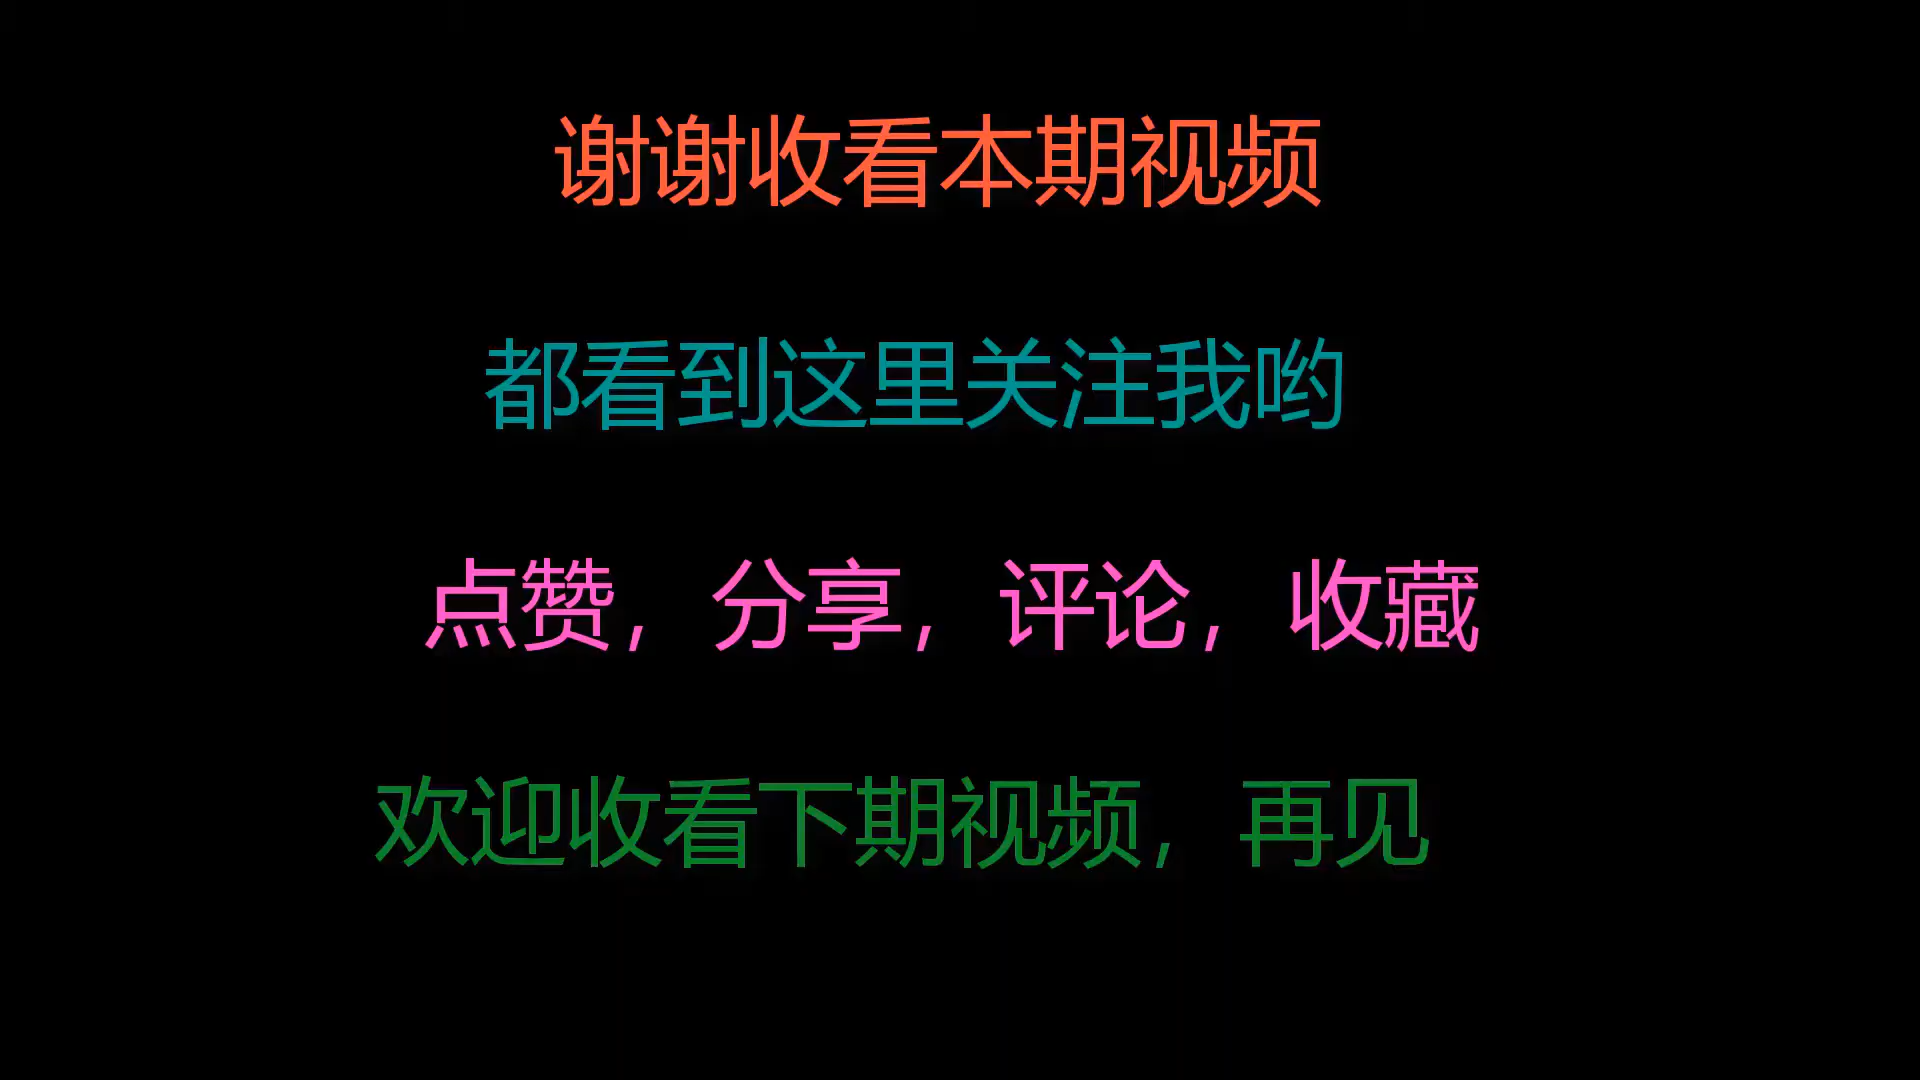 谢谢收看本期视频
都看到这里关注我哟
点赞，分享，评论，收藏
欢迎收看下期视频，再见